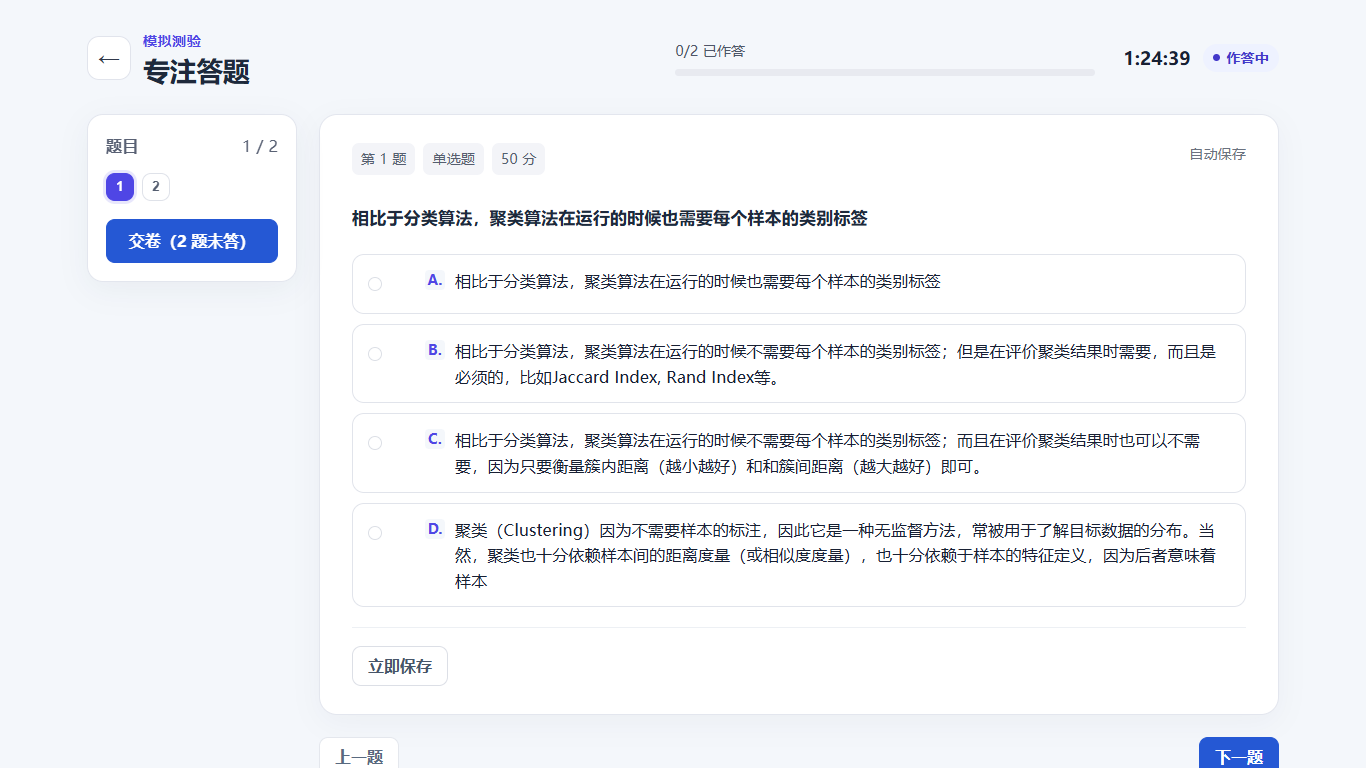 ←
模拟测验
专注答题
0/2 已作答
1:24:39
作答中
题目
1 / 2
1
2
交卷（2 题未答）
第 1 题
单选题
50 分
自动保存
相比于分类算法，聚类算法在运行的时候也需要每个样本的类别标签
A. 相比于分类算法，聚类算法在运行的时候也需要每个样本的类别标签
B. 相比于分类算法，聚类算法在运行的时候不需要每个样本的类别标签；但是在评价聚类结果时需要，而且是
必须的，比如Jaccard Index, Rand Index等。
C. 相比于分类算法，聚类算法在运行的时候不需要每个样本的类别标签；而且在评价聚类结果时也可以不需
要，因为只要衡量簇内距离（越小越好）和和簇间距离（越大越好）即可。
D. 聚类（Clustering）因为不需要样本的标注，因此它是一种无监督方法，常被用于了解目标数据的分布。当
然，聚类也十分依赖样本间的距离度量（或相似度度量），也十分依赖于样本的特征定义，因为后者意味着
样本
立即保存
上一题
下一题